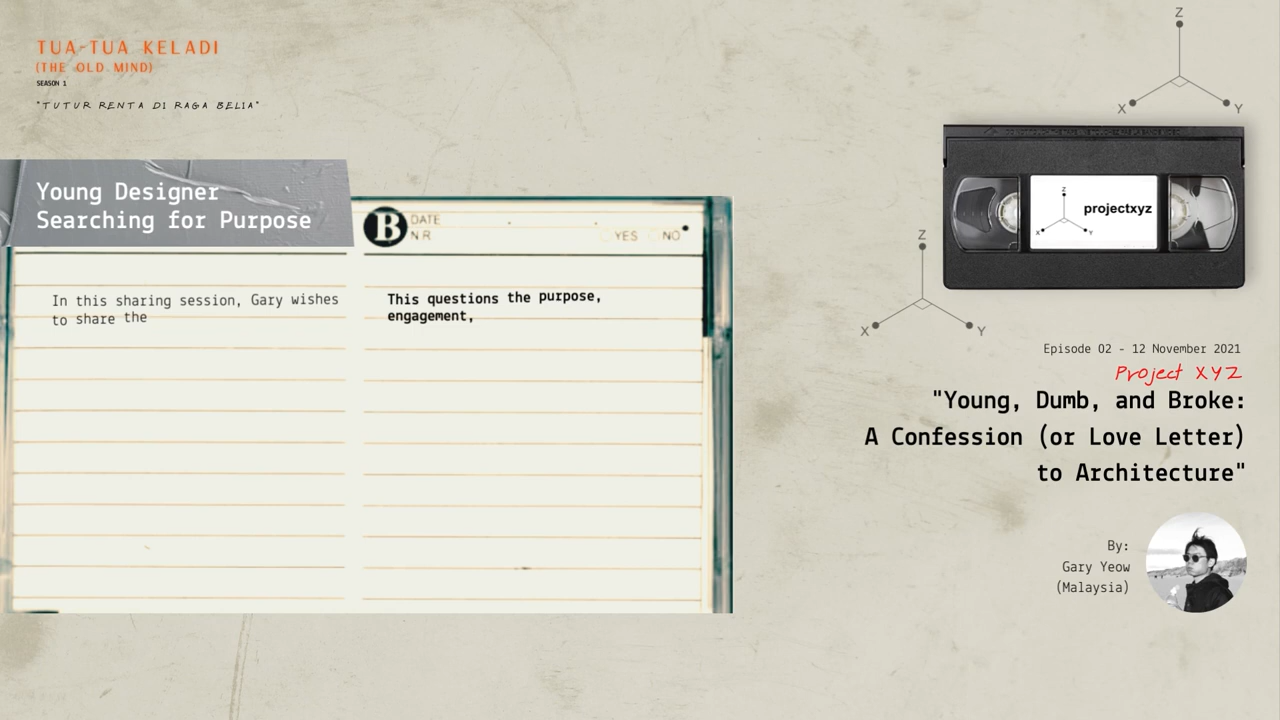 TUA-TUA KELADI
(THE OLD MIND)
SEASON 1
"TUTUR RENTA DI RAGA BELIA"
Young Designer
Searching for Purpose
B
DATE
N R
YES NO
In this sharing session, Gary wishes
to share the
This questions the purpose,
engagement,
Z
X
Y
Z
X
Y
projectxyz
Z
X
Y
Episode 02 - 12 November 2021
Project XYZ
"Young, Dumb, and Broke:
A Confession (or Love Letter)
to Architecture"
By:
Gary Yeow
(Malaysia)